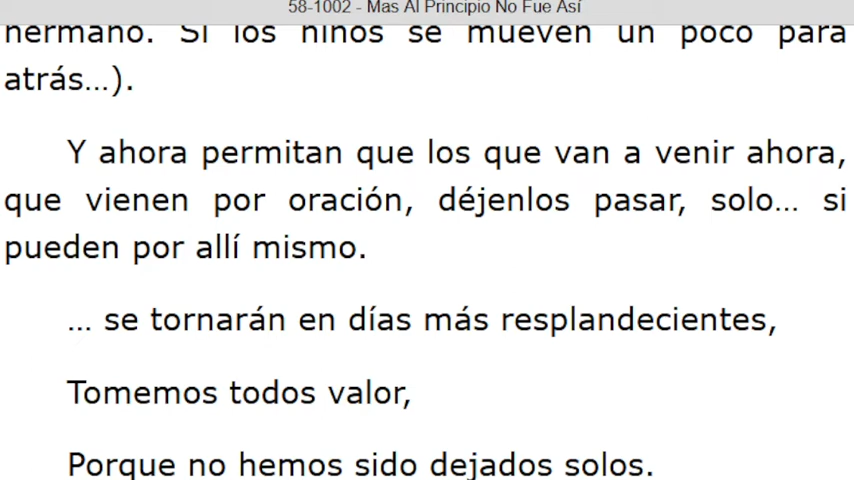 58-1002 - Mas Al Principio No Fue Así
hermano. Si los niños se mueven un poco para
atrás…).
Y ahora permitan que los que van a venir ahora,
que vienen por oración, déjenlos pasar, solo… si
pueden por allí mismo.
… se tornarán en días más resplandecientes,
Tomemos todos valor,
Porque no hemos sido dejados solos.